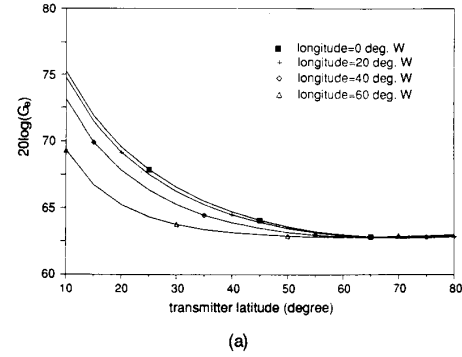 80
75
70
65
60
20log(Gₐ)
longitude=0 deg. W
longitude=20 deg. W
longitude=40 deg. W
longitude=60 deg. W
10 20 30 40 50 60 70 80
transmitter latitude (degree)
(a)